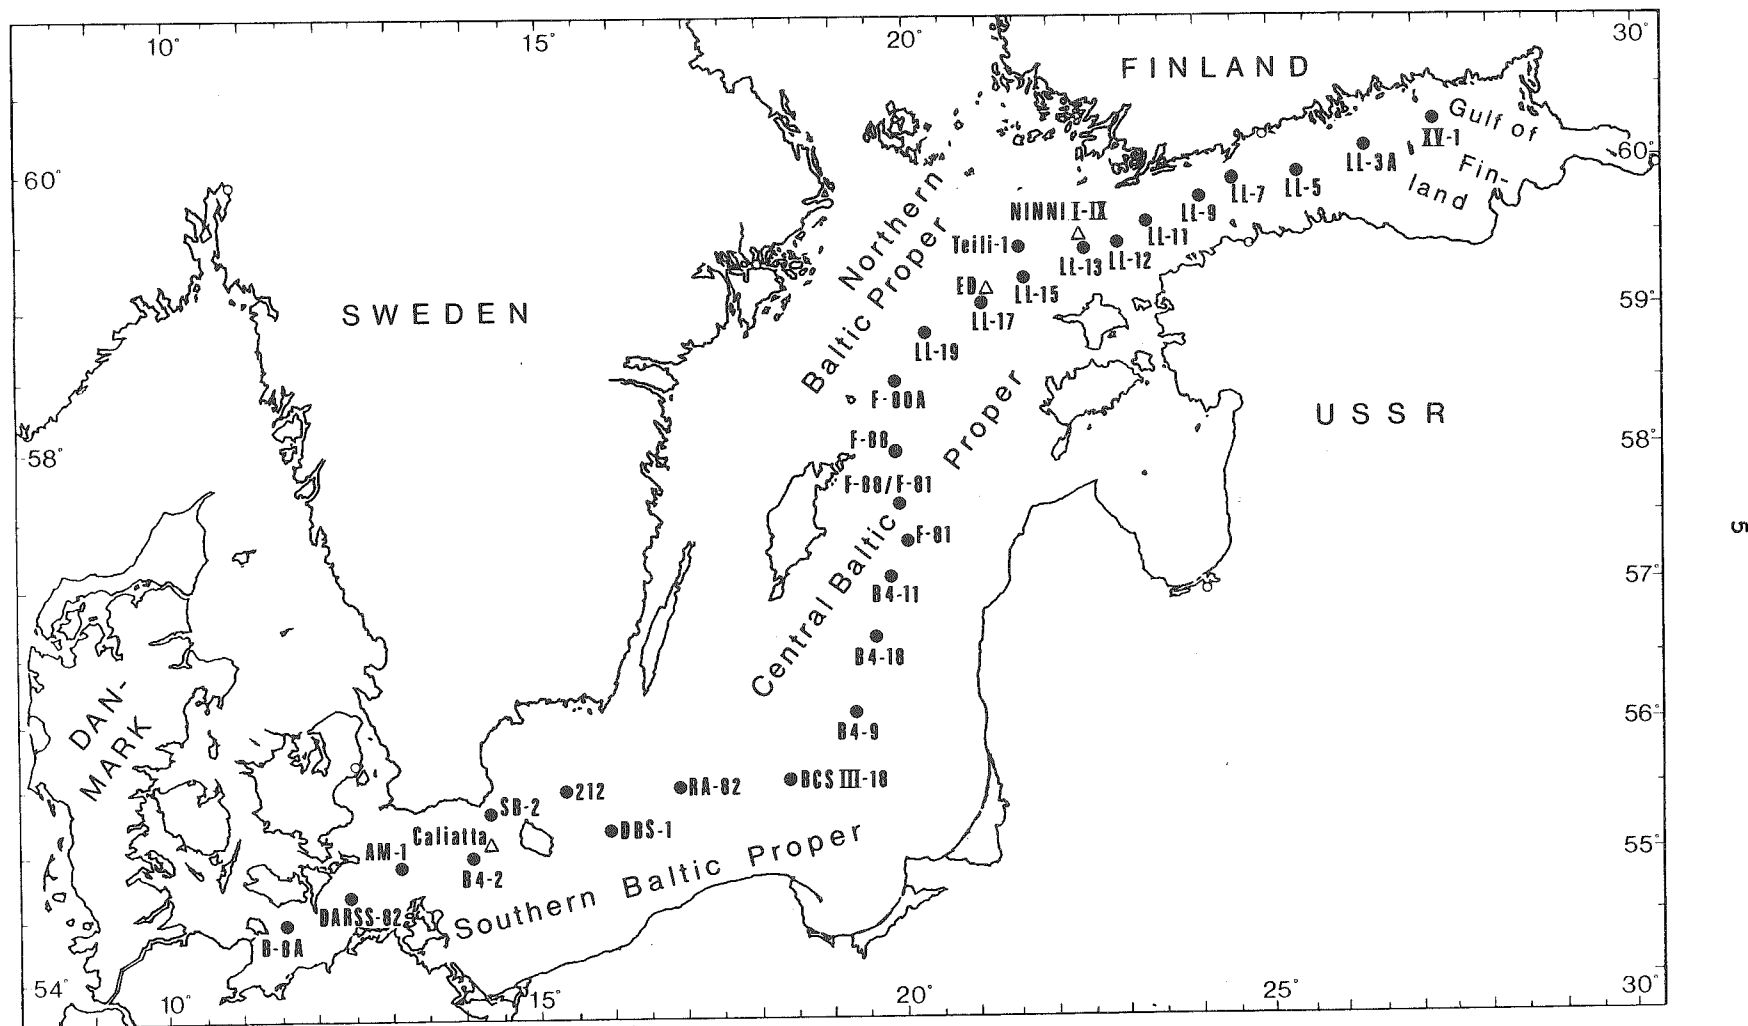 10°
15°
20°
30°
FINLAND
Gulf of
Fin-
land
XV-1
60°
LL-3A
LL-5
LL-7
LL-9
60°
NINNI I-IX
LL-11
Teili-1
LL-12
LL-13
Northern
Baltic Proper
ED
LL-15
59°
LL-17
SWEDEN
LL-19
F-80A
USSR
58°
F-88
58°
F-88/F-81
F-81
5
57°
B4-11
Central Baltic Proper
B4-18
DAN-
MARK
B4-9
56°
BCS III-18
RA-82
212
SB-2
DBS-1
Caliatta
AM-1
B4-2
55°
Southern Baltic Proper
DARSS-82
B-8A
54°
10°
15°
20°
25°
30°